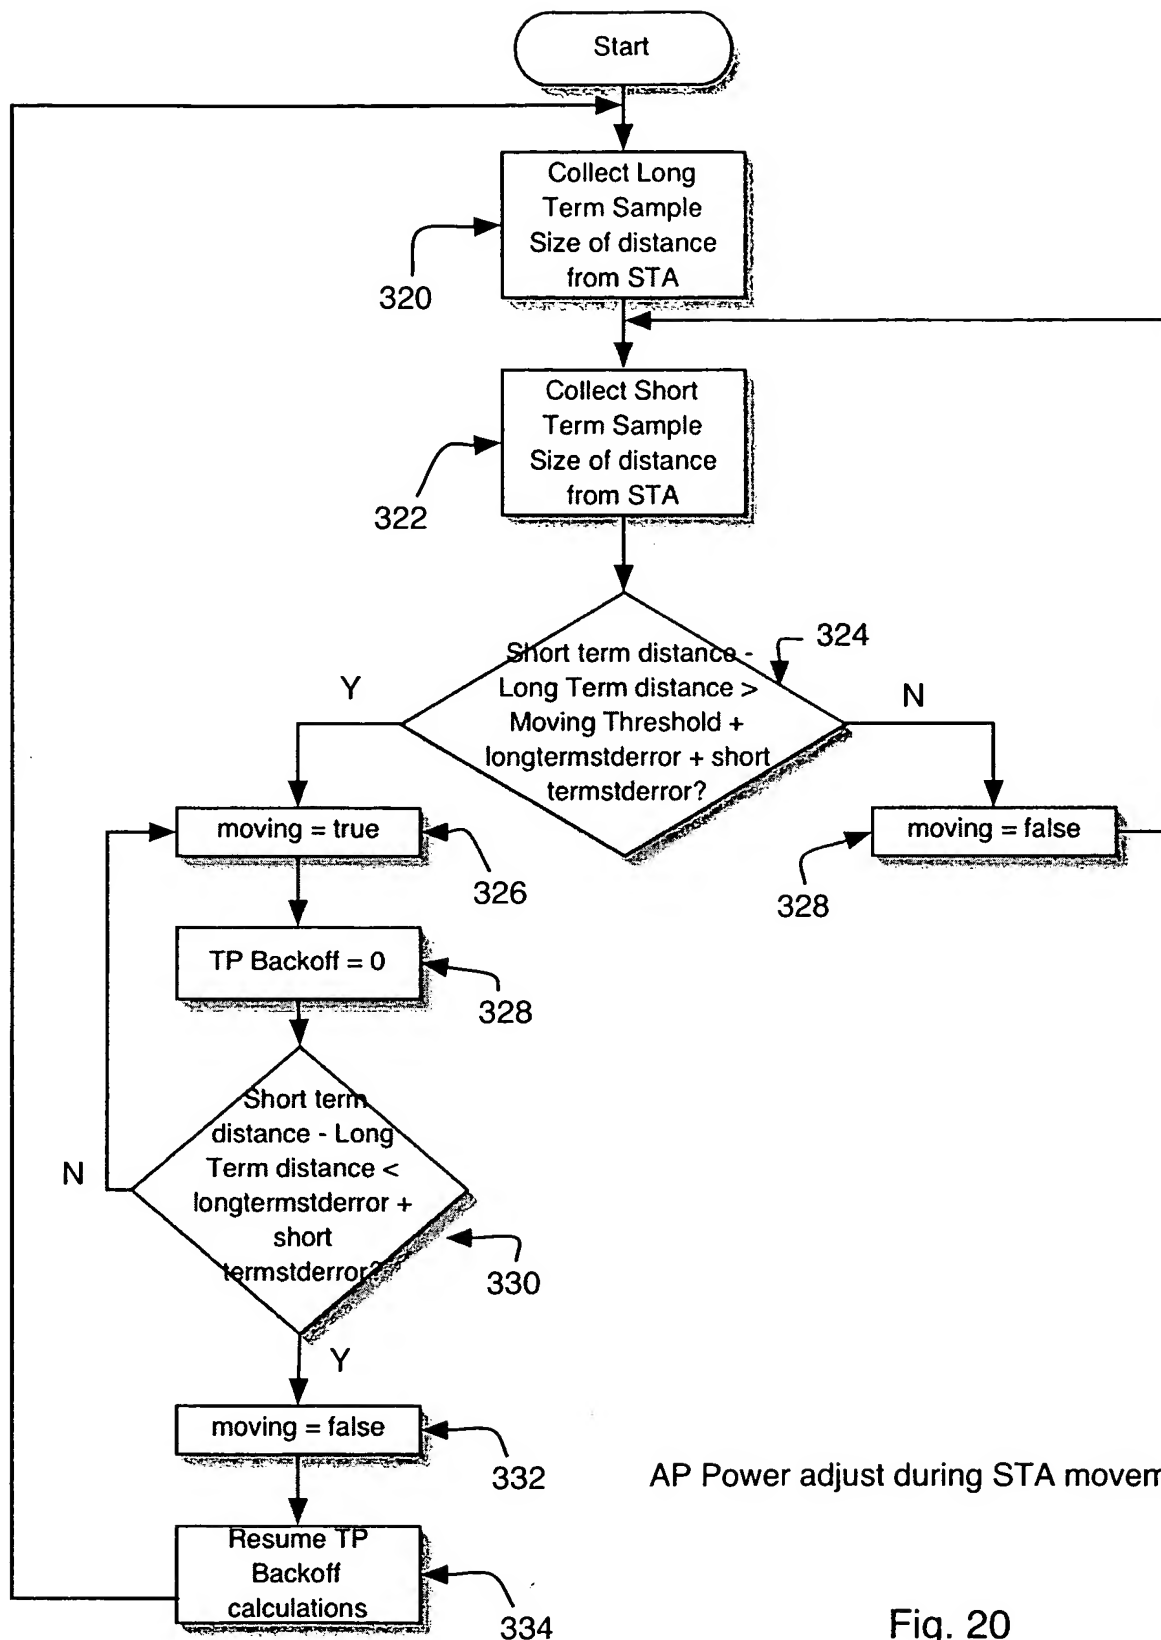 Start
Collect Long
Term Sample
Size of distance
from STA
320
Collect Short
Term Sample
Size of distance
from STA
322
Short term distance -
Long Term distance >
Moving Threshold +
longtermstderror + short
termstderror?
324
Y
N
moving = true
326
moving = false
328
TP Backoff = 0
328
Short term
distance - Long
Term distance <
longtermstderror +
short
termstderror?
330
N
Y
moving = false
332
AP Power adjust during STA movem
Resume TP
Backoff
calculations
334
Fig. 20